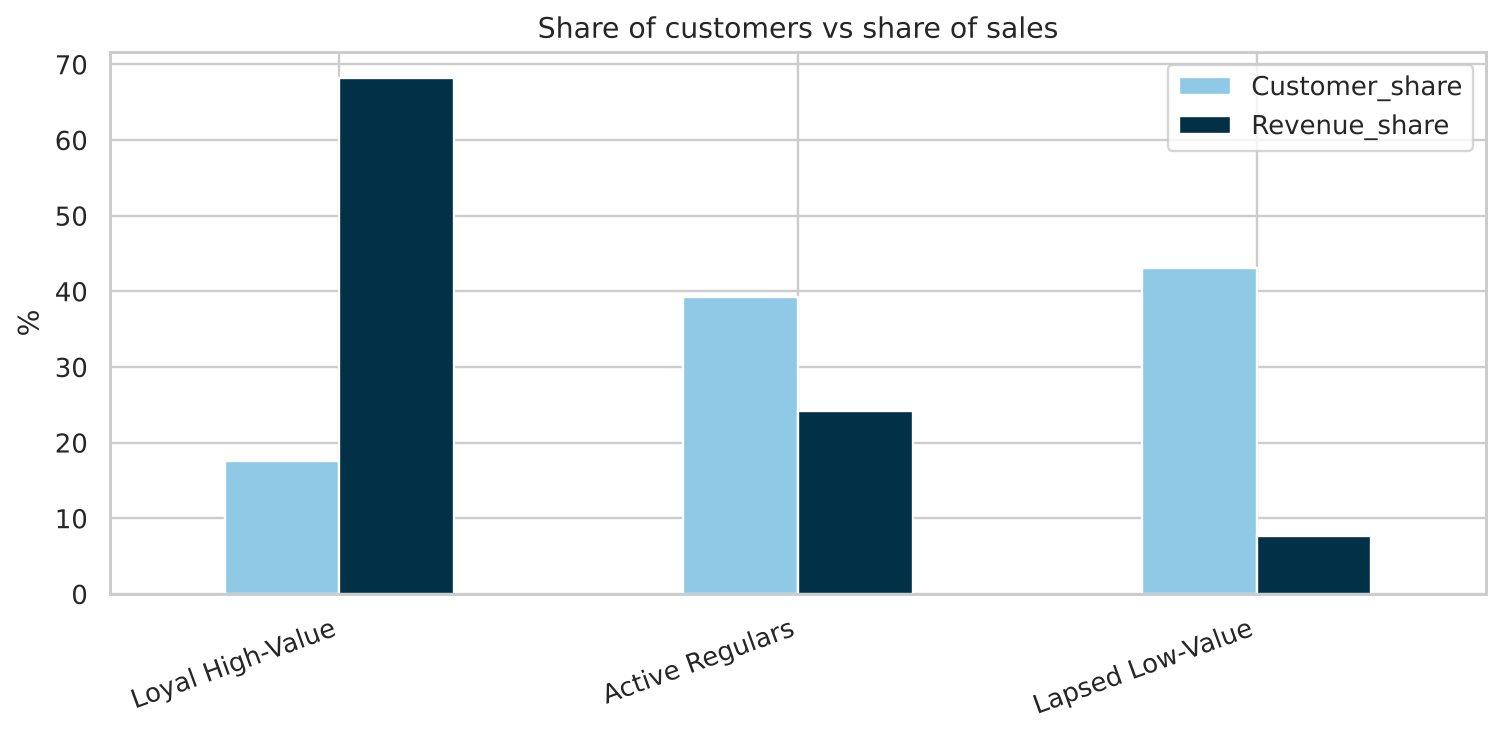 Share of customers vs share of sales
70
60
50
40
30
20
10
0
%
Customer_share
Revenue_share
Loyal High-Value
Active Regulars
Lapsed Low-Value